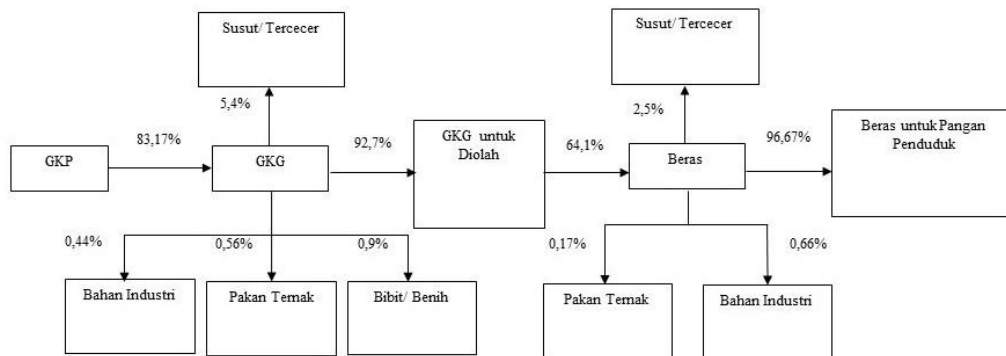 Susut/ Tercecer
Susut/ Tercecer
5,4%
2,5%
GKP
83,17%
GKG
92,7%
GKG untuk
Diolah
64,1%
Beras
96,67%
Beras untuk Pangan
Penduduk
0,44%
0,56%
0,9%
0,17%
0,66%
Bahan Industri
Pakan Ternak
Bibit/ Benih
Pakan Ternak
Bahan Industri